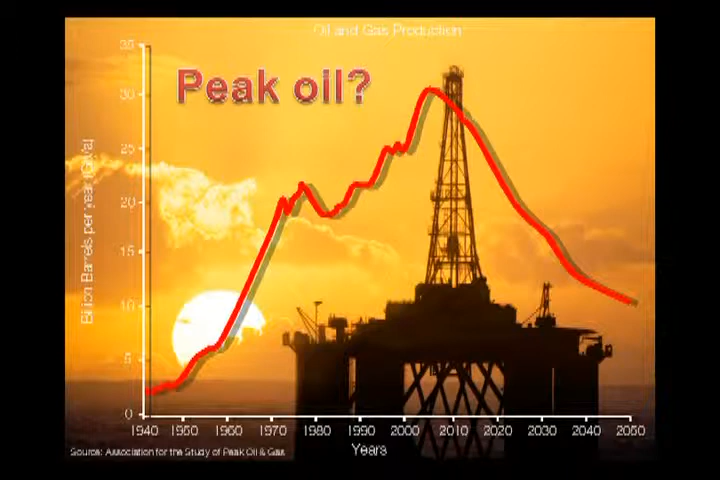 Oil and Gas Production
Peak oil?
35
30
25
20
15
10
5
0
Billion Barrels per year (Gb/a)
1940 1950 1960 1970 1980 1990 2000 2010 2020 2030 2040 2050
Years
Source: Association for the Study of Peak Oil & Gas